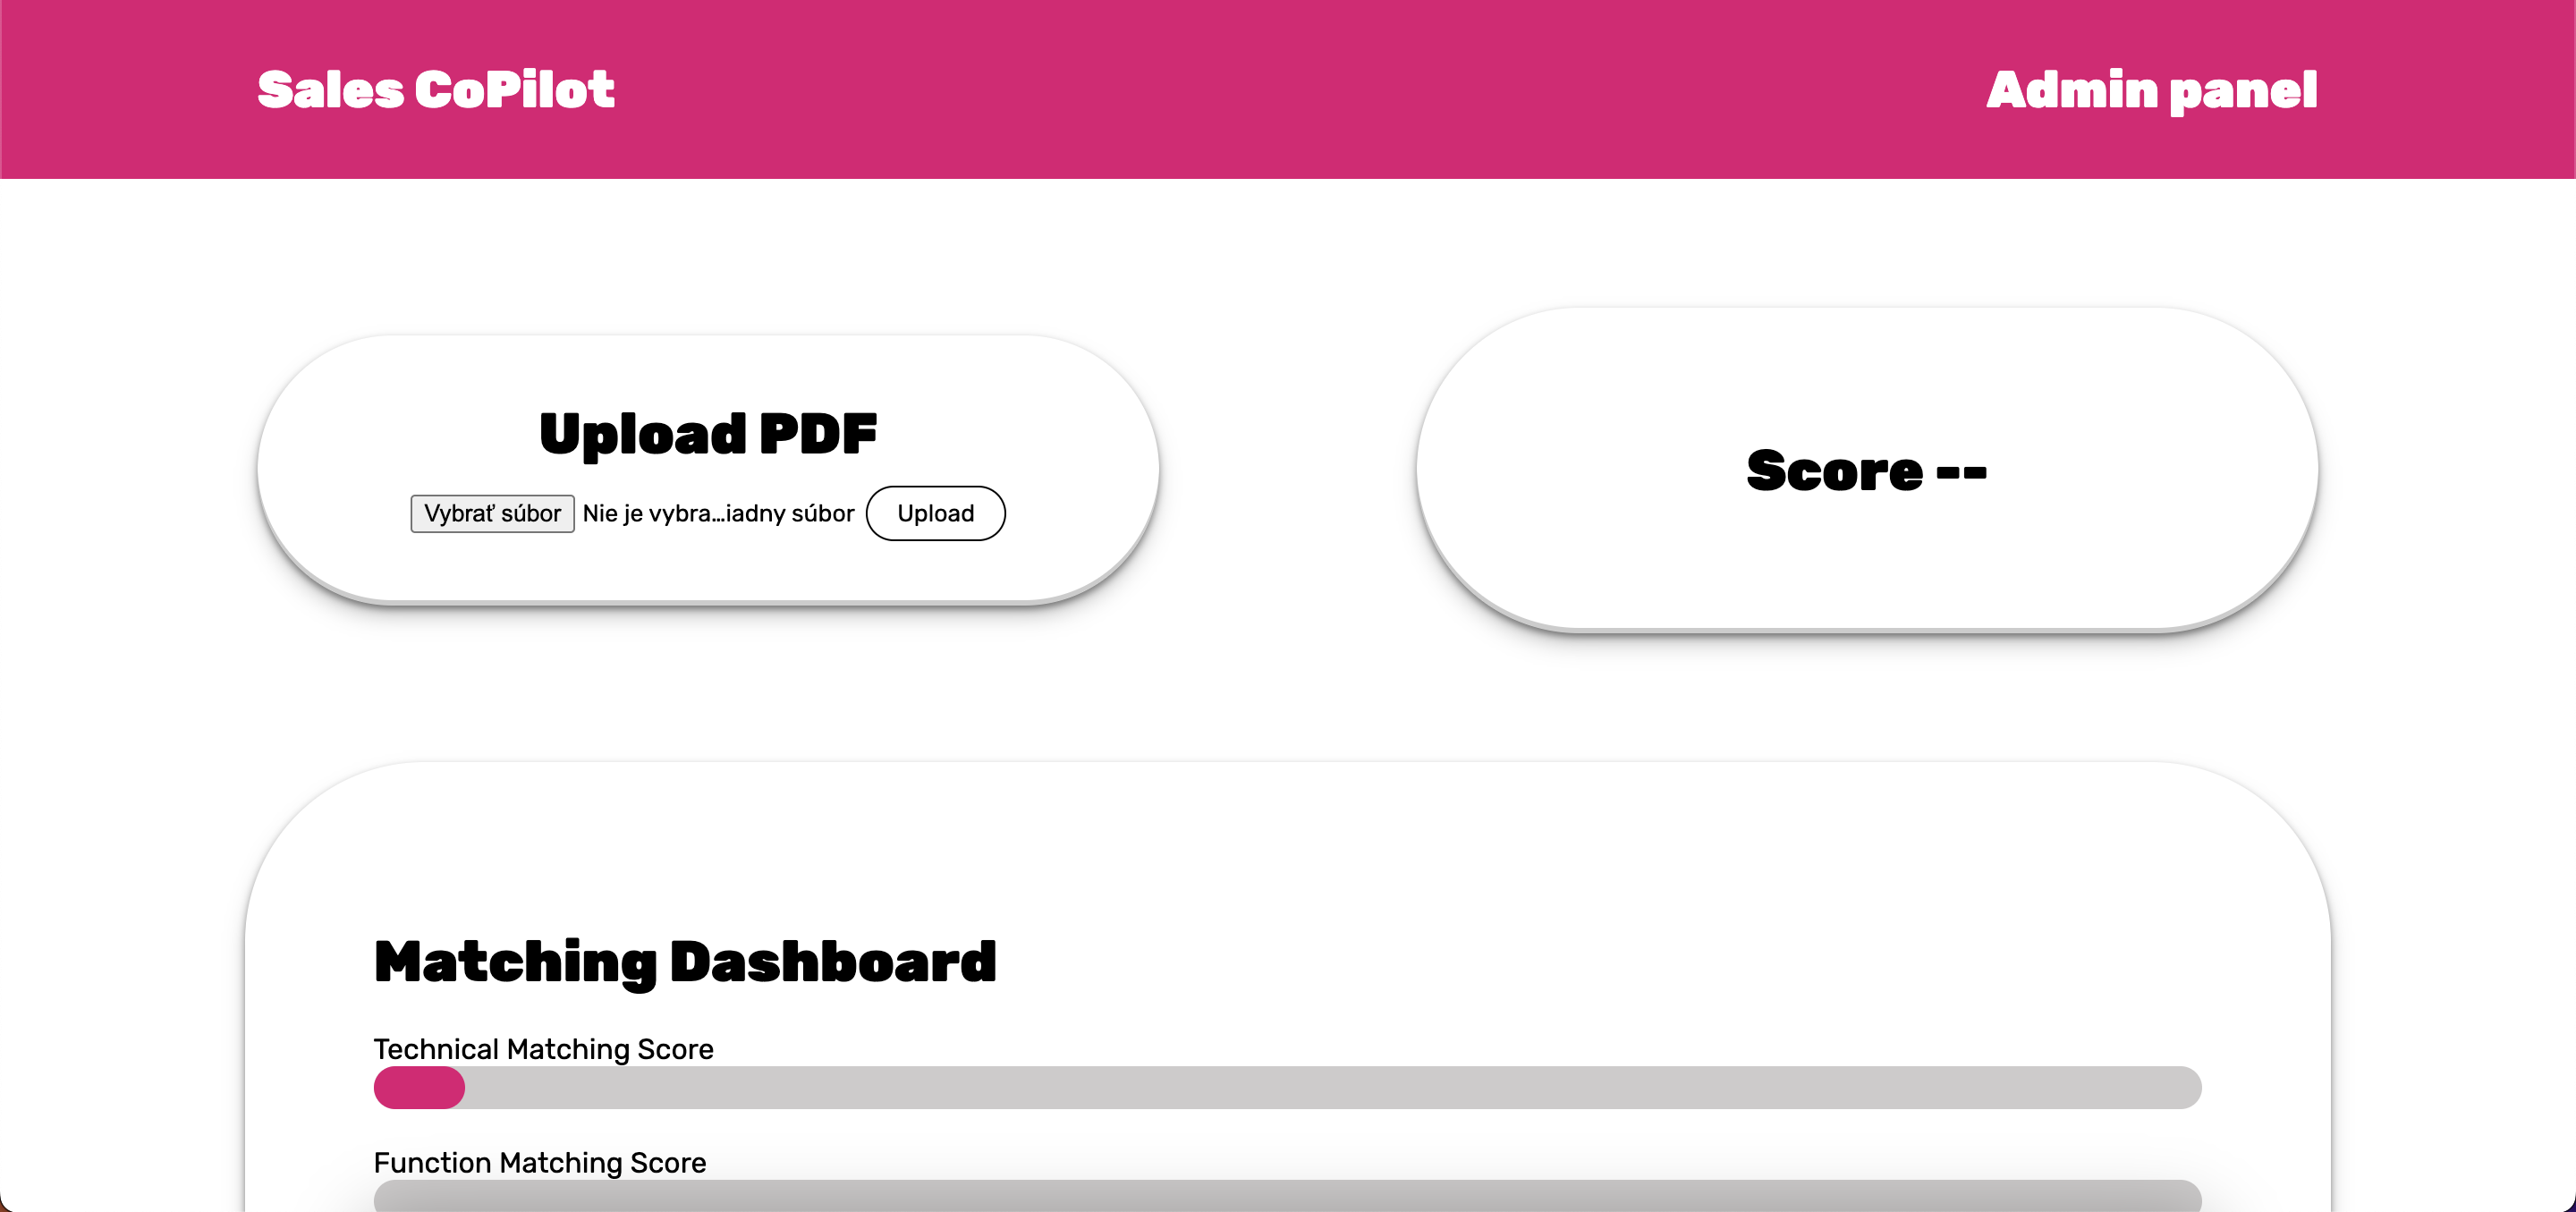 Sales CoPilot
Admin panel
Upload PDF
Vybrať súbor Nie je vybra...iadny súbor Upload
Score --
Matching Dashboard
Technical Matching Score
Function Matching Score